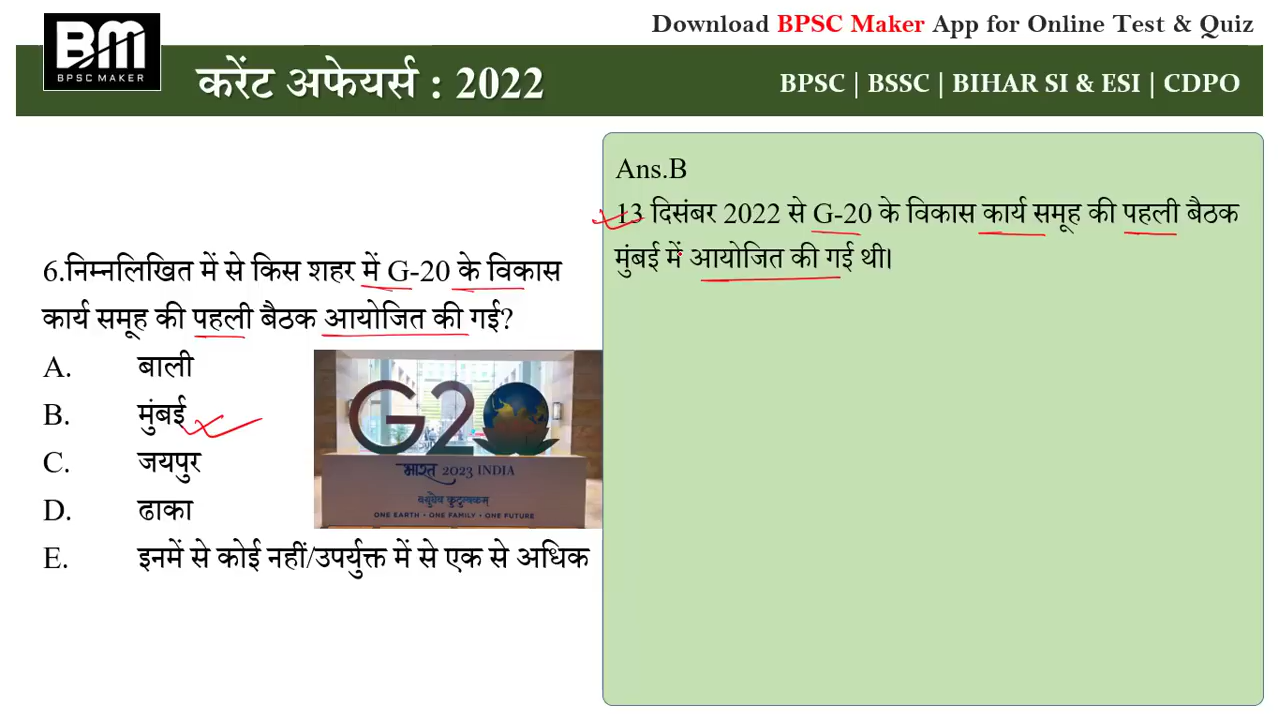 Download BPSC Maker App for Online Test & Quiz
BM
BPSC MAKER
करेंट अफेयर्स : 2022
BPSC | BSSC | BIHAR SI & ESI | CDPO
6.निम्नलिखित में से किस शहर में G-20 के विकास
कार्य समूह की पहली बैठक आयोजित की गई?
A. बाली
B. मुंबई
C. जयपुर
D. ढाका
E. इनमें से कोई नहीं/उपर्युक्त में से एक से अधिक
G20
भारत 2023 INDIA
वसुधैव कुटुम्बकम्
ONE EARTH • ONE FAMILY • ONE FUTURE
Ans.B
13 दिसंबर 2022 से G-20 के विकास कार्य समूह की पहली बैठक
मुंबई में आयोजित की गई थी।